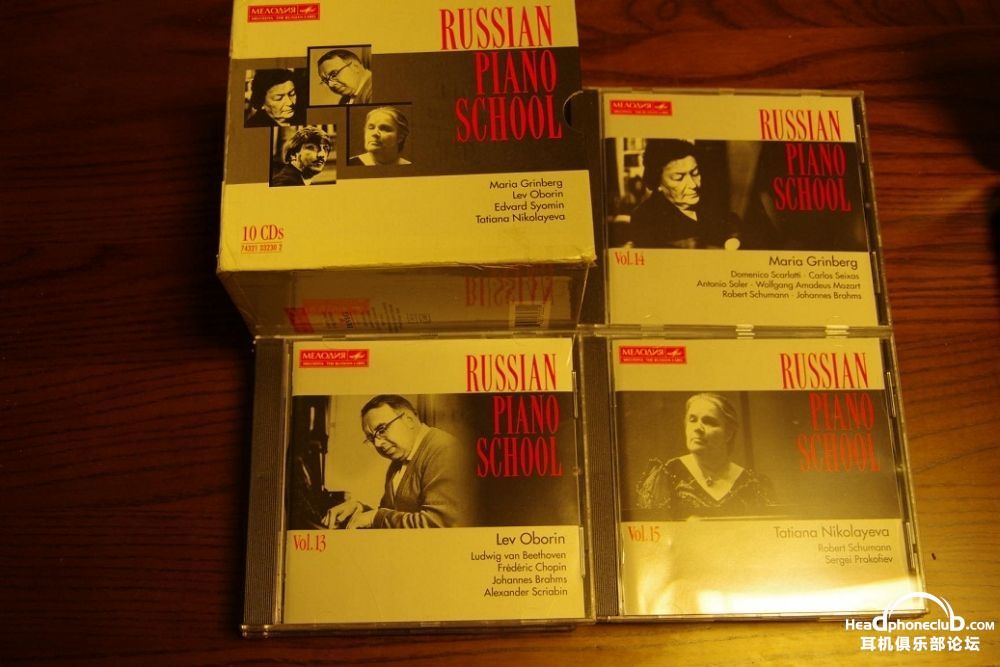 МЕЛОДИЯ
RUSSIAN
PIANO
SCHOOL
Maria Grinberg
Lev Oborin
Edvard Syomin
Tatiana Nikolayeva
10 CDs
74321 33230 2
МЕЛОДИЯ
RUSSIAN
PIANO
SCHOOL
Vol. 14
Maria Grinberg
Domenico Scarlatti · Carlos Seixas
Antonio Soler · Wolfgang Amadeus Mozart
Robert Schumann · Johannes Brahms
МЕЛОДИЯ
RUSSIAN
PIANO
SCHOOL
Vol. 13
Lev Oborin
Ludwig van Beethoven
Frédéric Chopin
Johannes Brahms
Alexander Scriabin
МЕЛОДИЯ
RUSSIAN
PIANO
SCHOOL
Vol. 15
Tatiana Nikolayeva
Robert Schumann
Sergei Prokofiev
Headphoneclub.com
耳机俱乐部论坛